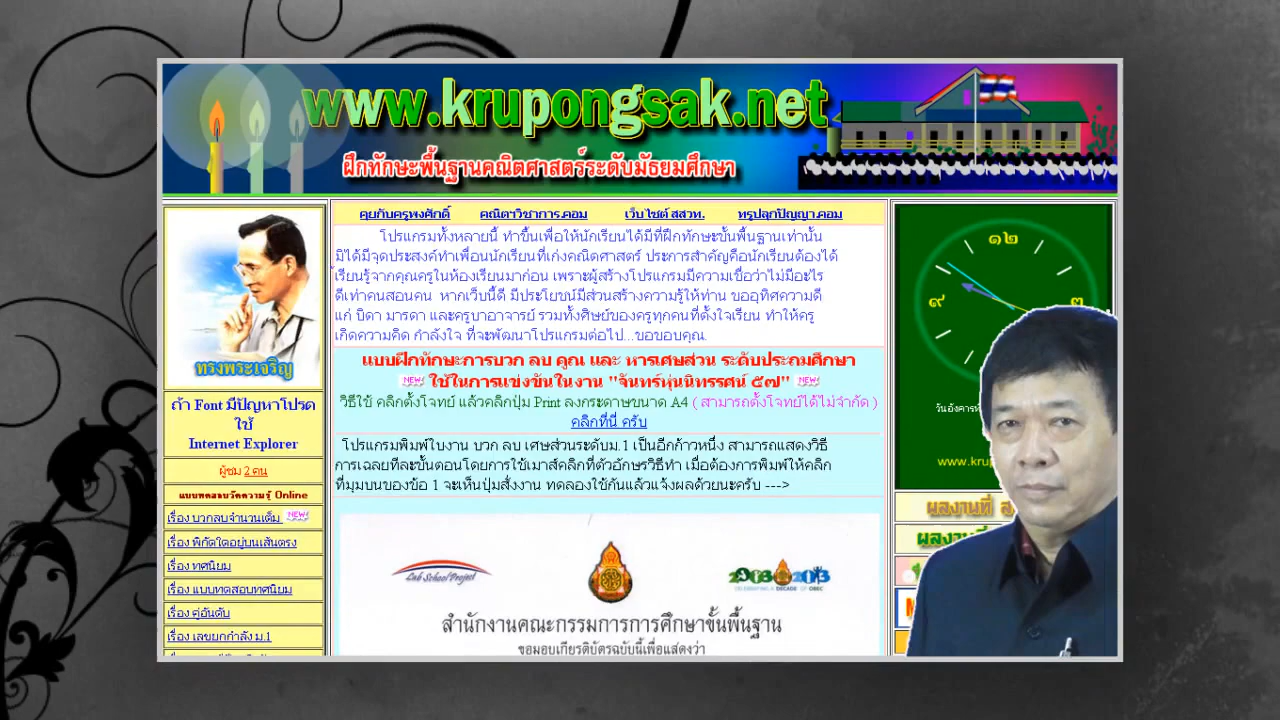 www.krupongsak.net
ฝึกทักษะพื้นฐานคณิตศาสตร์ระดับมัธยมศึกษา
ทรงพระเจริญ
ถ้า Font มีปัญหาโปรด
ใช้
Internet Explorer
ผู้ชม 2 คน
แบบทดสอบวัดความรู้ Online
เรื่อง บวกลบจำนวนเต็ม NEW!
เรื่อง พิกัดใดอยู่บนเส้นตรง
เรื่อง ทศนิยม
เรื่อง แบบทดสอบทศนิยม
เรื่อง คู่อันดับ
เรื่อง เลขยกกำลัง ม.1
คุยกับครูพงศักดิ์ คณิตาวิชาการ.คอม เว็บไซต์ สสวท. ทรูปลูกปัญญา.คอม
โปรแกรมทั้งหลายนี้ ทำขึ้นเพื่อให้นักเรียนได้มีที่ฝึกทักษะขั้นพื้นฐานเท่านั้น
มิได้มีจุดประสงค์ทำเพื่อนนักเรียนที่เก่งคณิตศาสตร์ ประการสำคัญคือนักเรียนต้องได้
เรียนรู้จากคุณครูในห้องเรียนมาก่อน เพราะผู้สร้างโปรแกรมมีความเชื่อว่าไม่มีอะไร
ดีเท่าคนสอนคน หากเว็บนี้ดี มีประโยชน์มีส่วนสร้างความรู้ให้ท่าน ขออุทิศความดี
แก่ บิดา มารดา และครูบาอาจารย์ รวมทั้งศิษย์ของครูทุกคนที่ตั้งใจเรียน ทำให้ครู
เกิดความคิด กำลังใจ ที่จะพัฒนาโปรแกรมต่อไป...ขอขอบคุณ.
แบบฝึกทักษะการบวก ลบ คูณ และ หารเศษส่วน ระดับประถมศึกษา
NEW! ใช้ในการแข่งขันในงาน "จันทร์หุ่นนิทรรศน์ ๕๗" NEW!
วิธีใช้ คลิกตั้งโจทย์ แล้วคลิกปุ่ม Print ลงกระดาษขนาด A4 ( สามารถตั้งโจทย์ได้ไม่จำกัด )
คลิกที่นี่ ครับ
โปรแกรมพิมพ์ใบงาน บวก ลบ เศษส่วนระดับม.1 เป็นอีกก้าวหนึ่ง สามารถแสดงวิธี
การเฉลยทีละขั้นตอนโดยการใช้เมาส์คลิกที่ตัวอักษรวิธีทำ เมื่อต้องการพิมพ์ให้คลิก
ที่มุมบนของข้อ 1 จะเห็นปุ่มสั่งงาน ทดลองใช้กันแล้วแจ้งผลด้วยนะครับ --->
Lab School Project
CELEBRATING A DECADE OF OBEC
สำนักงานคณะกรรมการการศึกษาขั้นพื้นฐาน
ขอมอบเกียรติบัตรฉบับนี้เพื่อแสดงว่า
๑๒
๙
๒
วันอังคารที่
www.kru
ผลงานที่